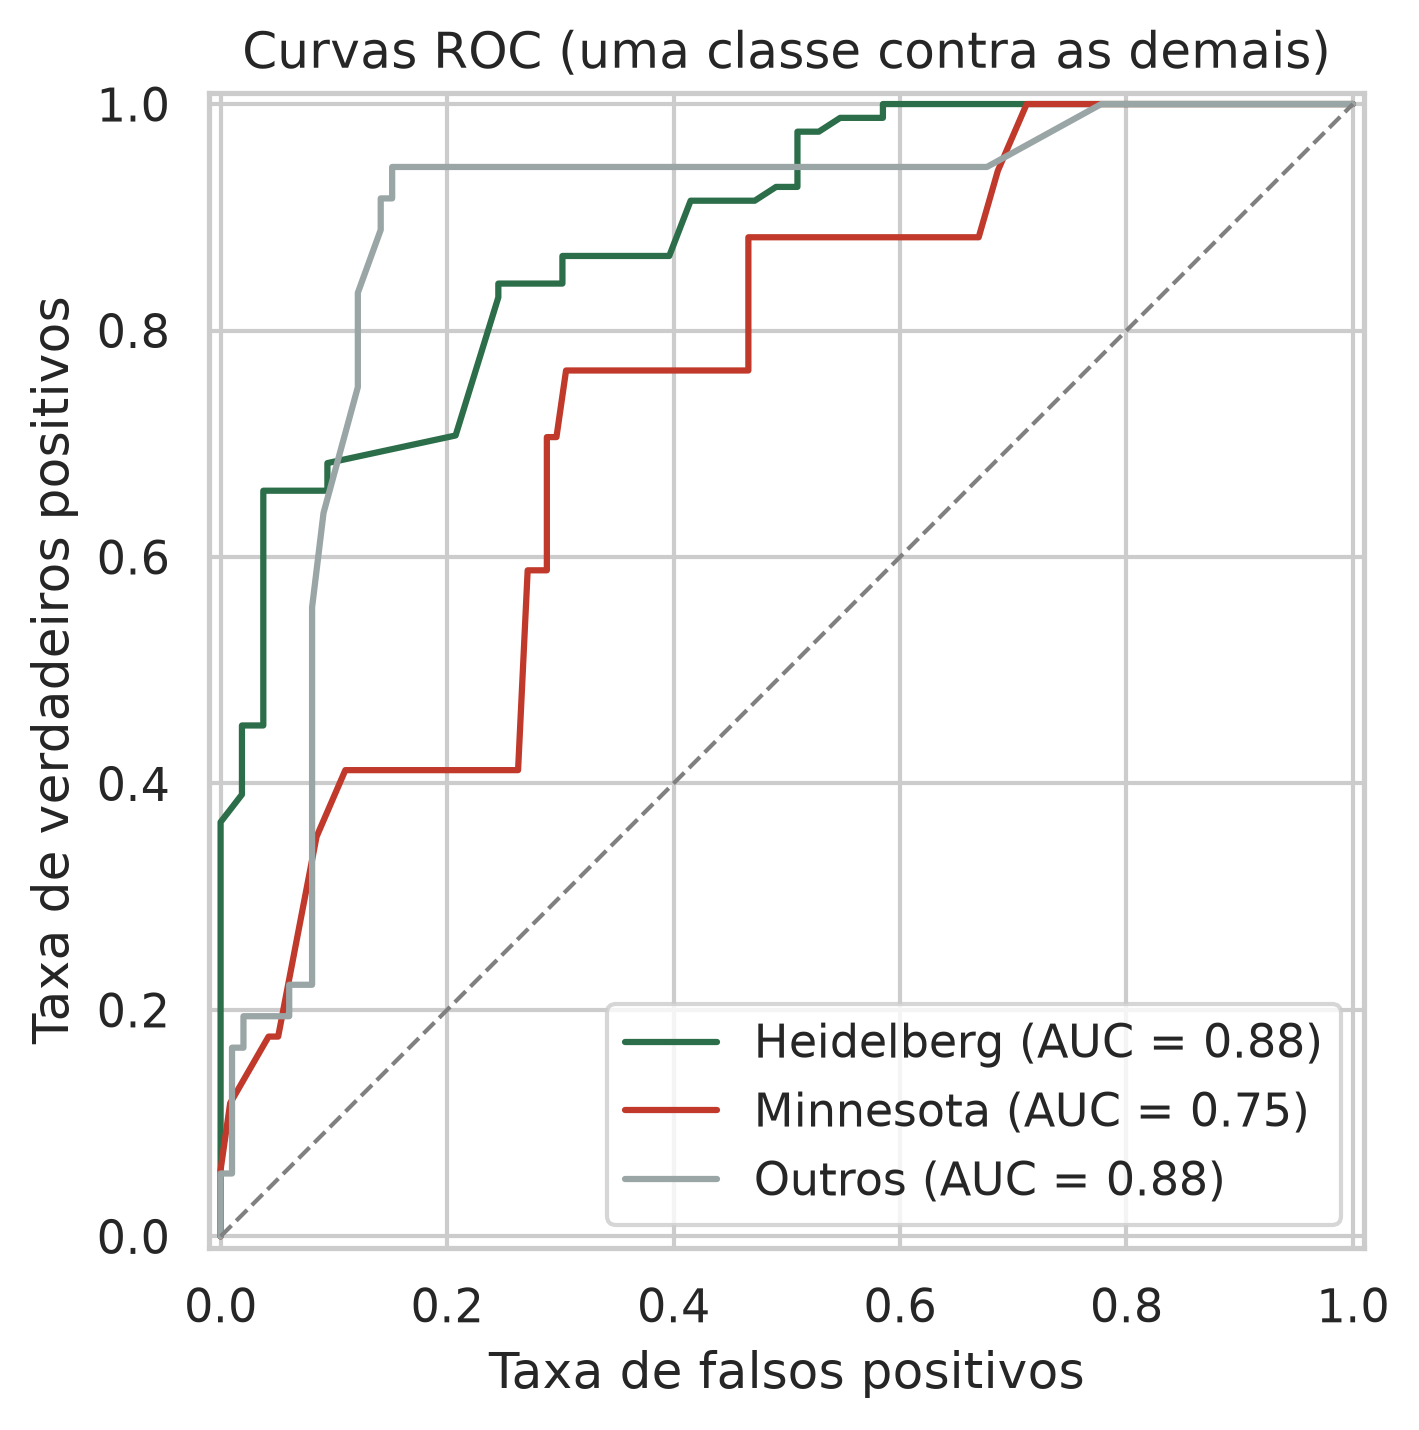 Curvas ROC (uma classe contra as demais)
1.0
0.8
0.6
0.4
0.2
0.0
Taxa de verdadeiros positivos
Heidelberg (AUC = 0.88)
Minnesota (AUC = 0.75)
Outros (AUC = 0.88)
0.0 0.2 0.4 0.6 0.8 1.0
Taxa de falsos positivos